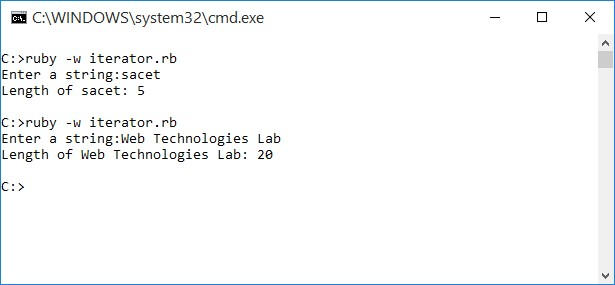 C:\WINDOWS\system32\cmd.exe
C:>ruby -w iterator.rb
Enter a string:sacet
Length of sacet: 5
C:>ruby -w iterator.rb
Enter a string:Web Technologies Lab
Length of Web Technologies Lab: 20
C:>